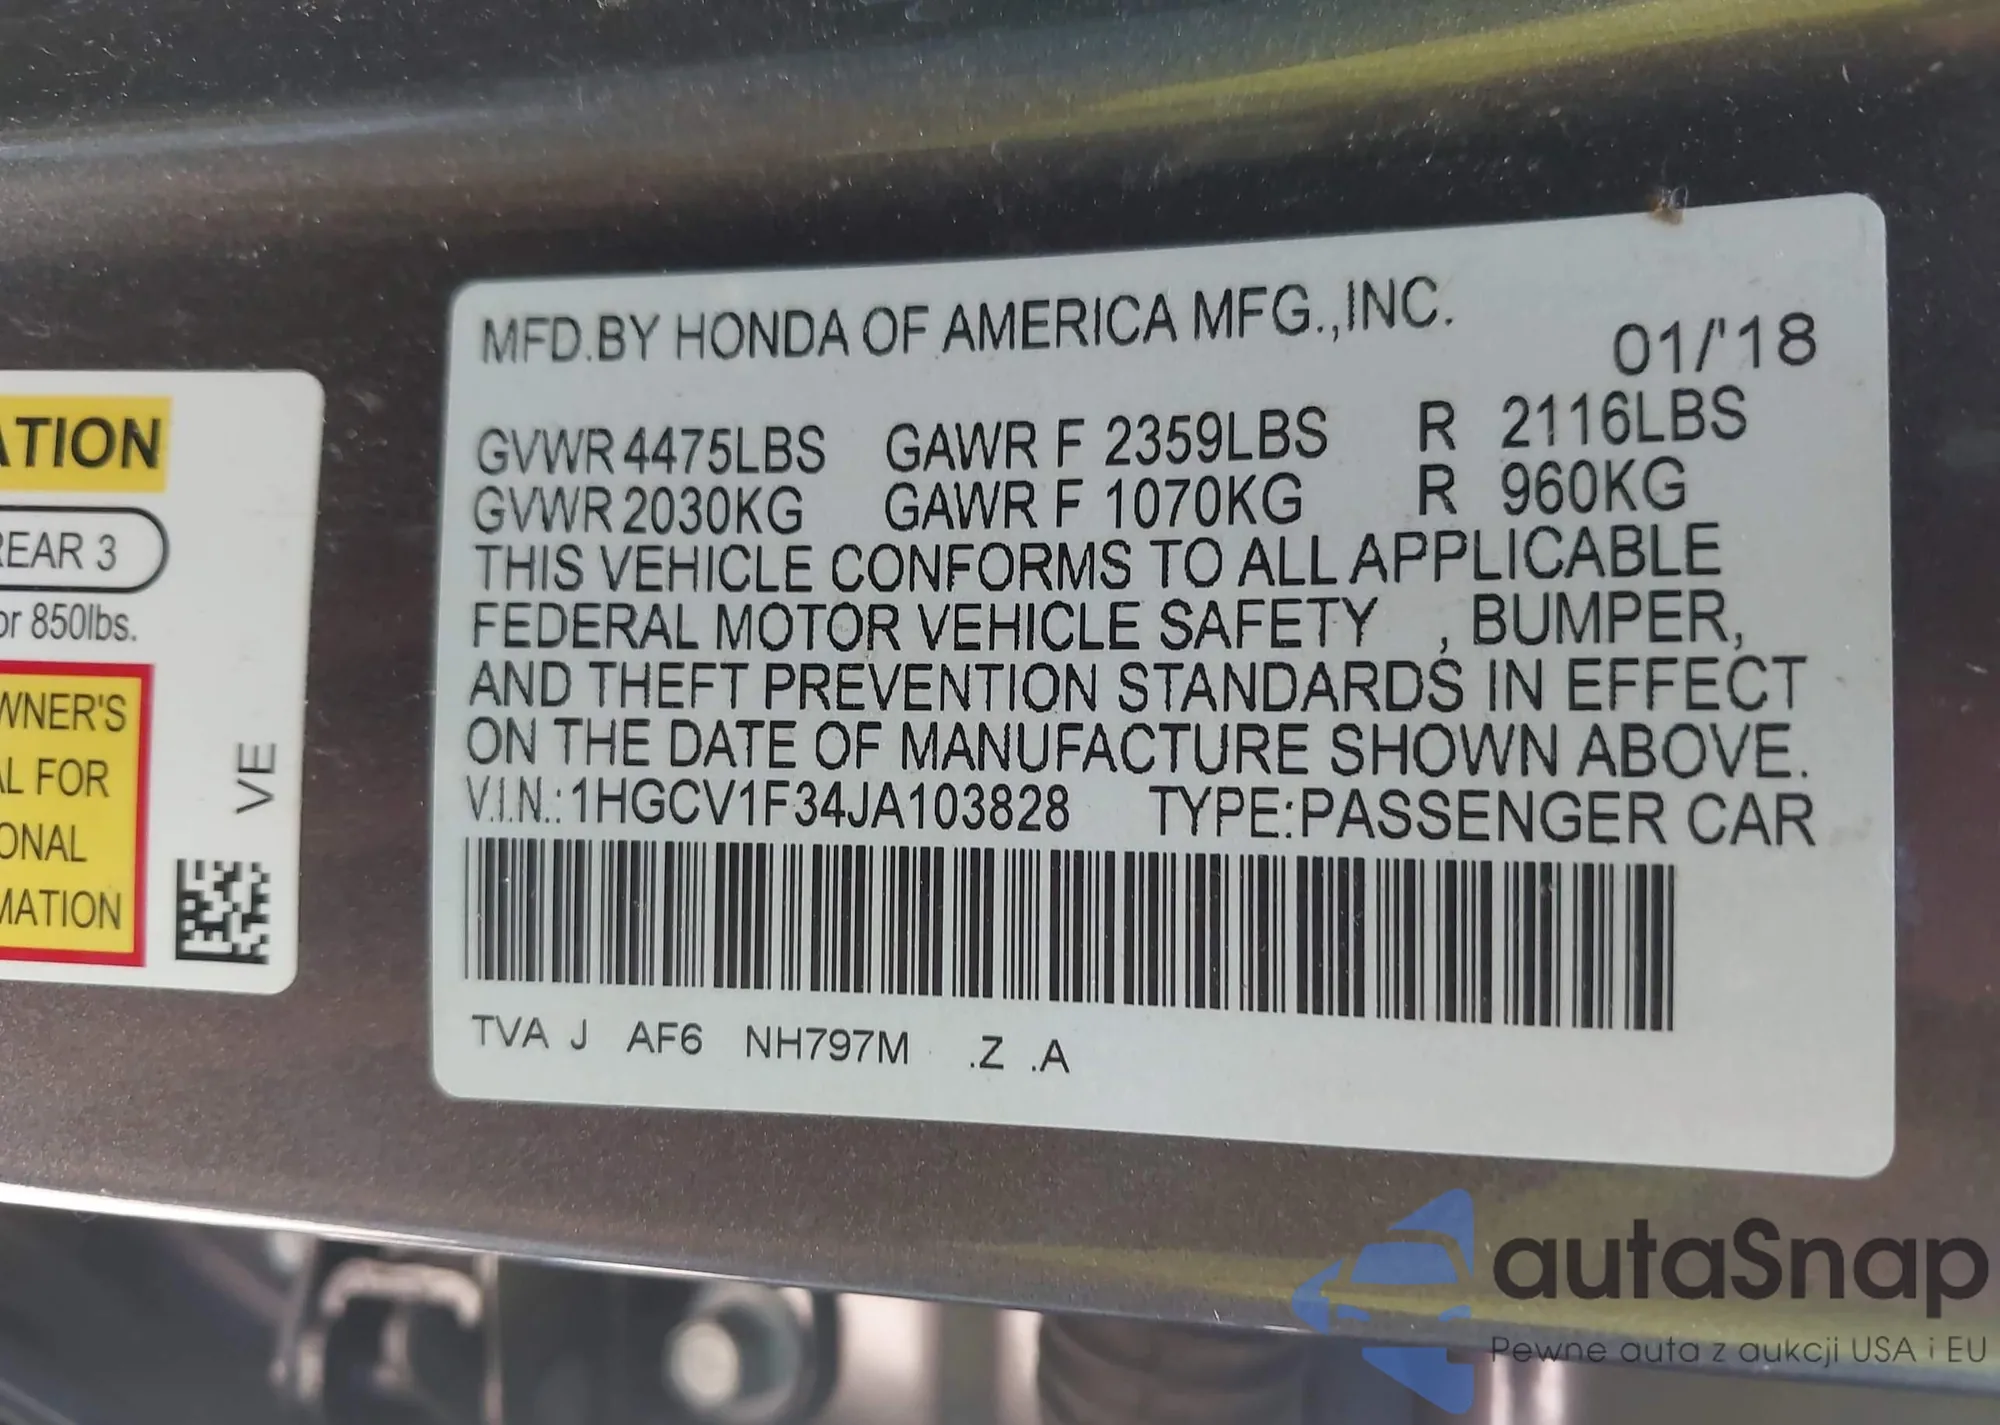 MFD.BY HONDA OF AMERICA MFG.,INC. 01/'18
GVWR 4475LBS GAWR F 2359LBS R 2116LBS
GVWR 2030KG GAWR F 1070KG R 960KG
THIS VEHICLE CONFORMS TO ALL APPLICABLE
FEDERAL MOTOR VEHICLE SAFETY , BUMPER,
AND THEFT PREVENTION STANDARDS IN EFFECT
ON THE DATE OF MANUFACTURE SHOWN ABOVE.
V.I.N.: 1HGCV1F34JA103828 TYPE:PASSENGER CAR
TVA J AF6 NH797M .Z .A
ATION
REAR 3
or 850lbs.
WNER'S
AL FOR
ONAL
MATION
VE
autaSnap
Pewne auta z aukcji USA i EU